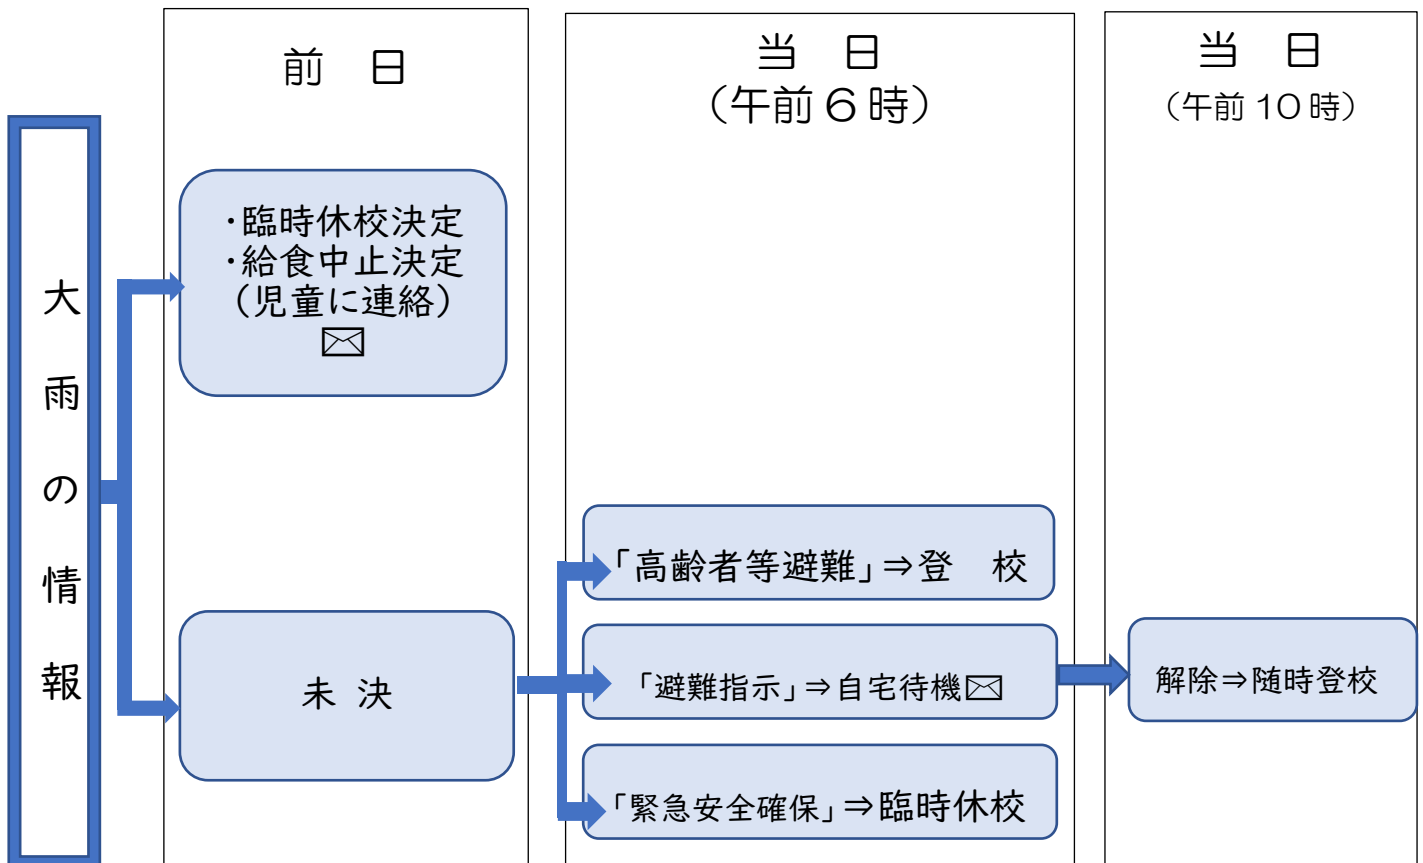 大雨の情報
前　日
・臨時休校決定
・給食中止決定
（児童に連絡）
✉
未 決
当　日
（午前６時）
「高齢者等避難」⇒登　校
「避難指示」⇒自宅待機✉
「緊急安全確保」⇒臨時休校
当　日
（午前 10 時）
解除⇒随時登校